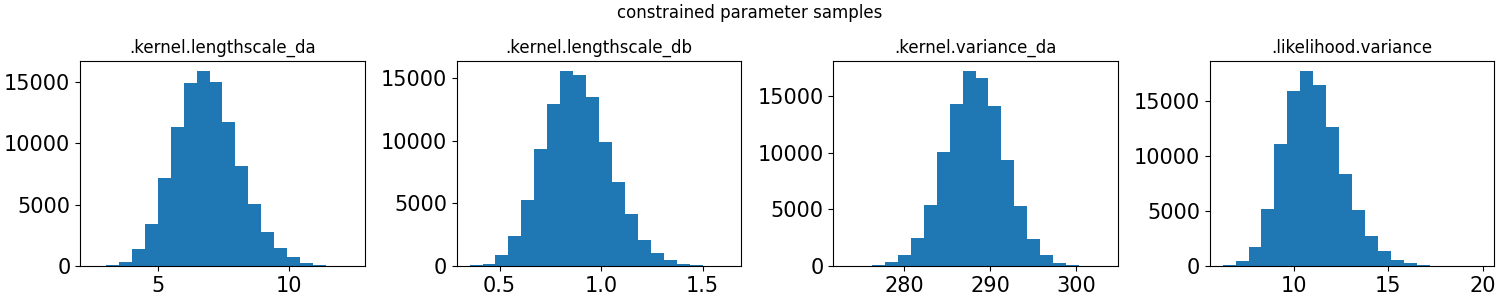 constrained parameter samples
.kernel.lengthscale_da
.kernel.lengthscale_db
.kernel.variance_da
.likelihood.variance
15000
10000
5000
0
5 10
15000
10000
5000
0
0.5 1.0 1.5
15000
10000
5000
0
280 290 300
15000
10000
5000
0
10 15 20